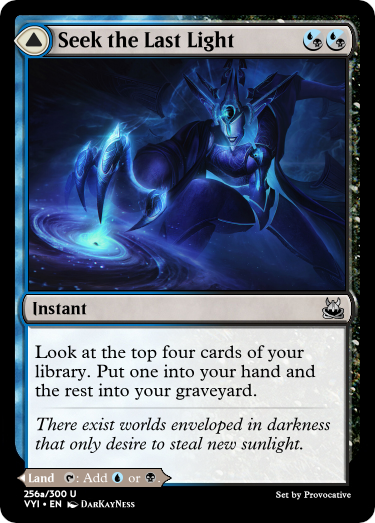 Seek the Last Light
Instant
Look at the top four cards of your
library. Put one into your hand and
the rest into your graveyard.
There exist worlds enveloped in darkness
that only desire to steal new sunlight.
Land : Add or .
256a/300 U
VYI • EN DarKayNess
Set by Provocative